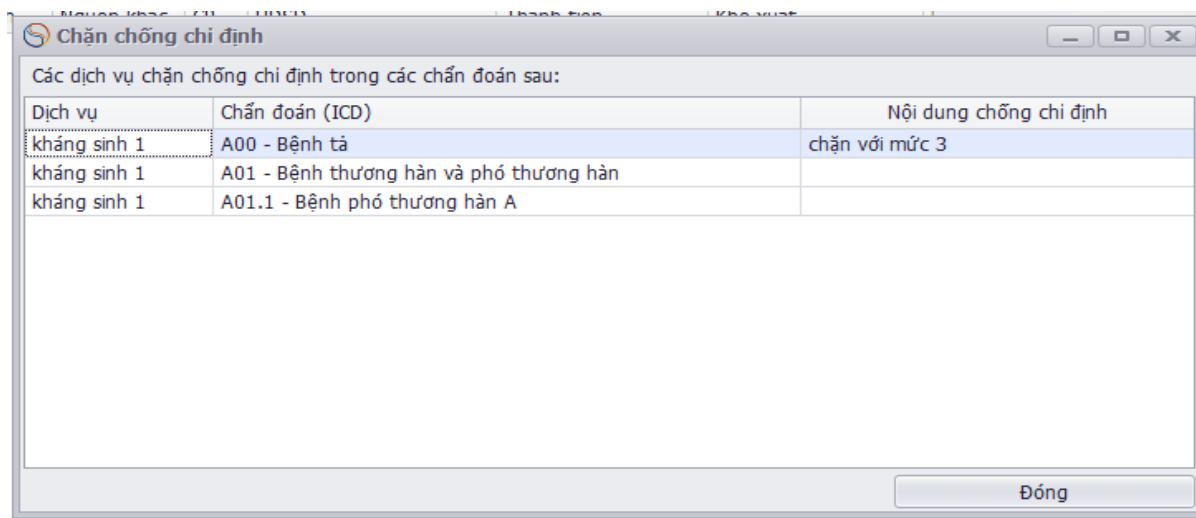 Chặn chống chỉ định
Các dịch vụ chặn chống chỉ định trong các chẩn đoán sau:
Dịch vụ Chẩn đoán (ICD) Nội dung chống chỉ định
kháng sinh 1 A00 - Bệnh tả chặn với mức 3
kháng sinh 1 A01 - Bệnh thương hàn và phó thương hàn
kháng sinh 1 A01.1 - Bệnh phó thương hàn A
Đóng